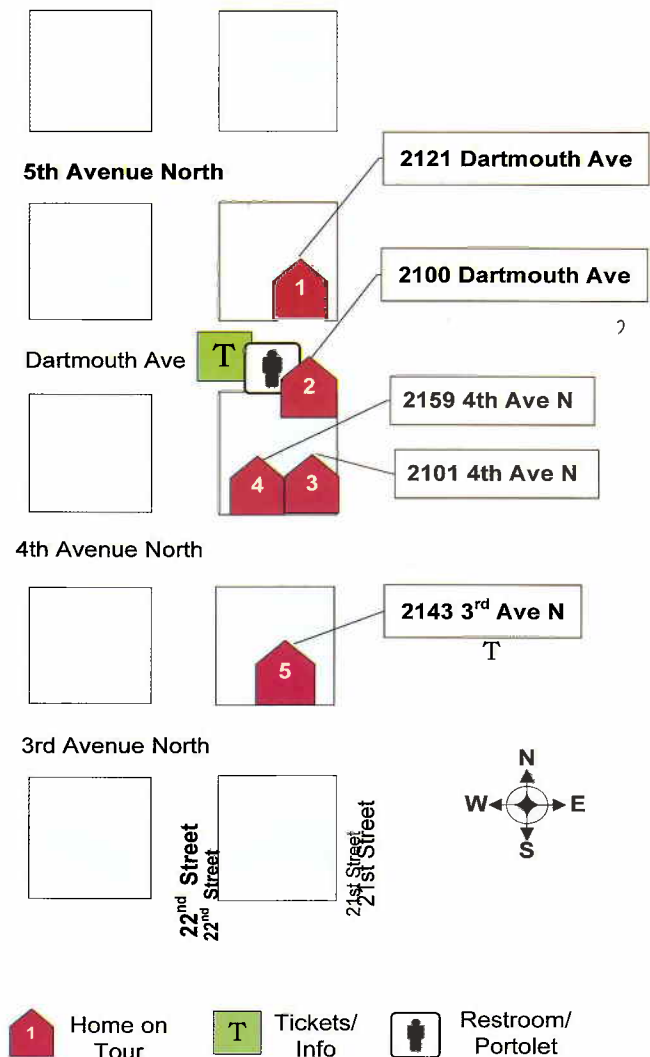 5th Avenue North
2121 Dartmouth Ave
1
2100 Dartmouth Ave
Dartmouth Ave
T
2
2159 4th Ave N
4
3
2101 4th Ave N
4th Avenue North
2143 3rd Ave N
T
5
3rd Avenue North
N
W
E
S
22nd Street
22nd Street
21st Street
21st Street
1
Home on
Tour
T
Tickets/
Info
Restroom/
Portolet